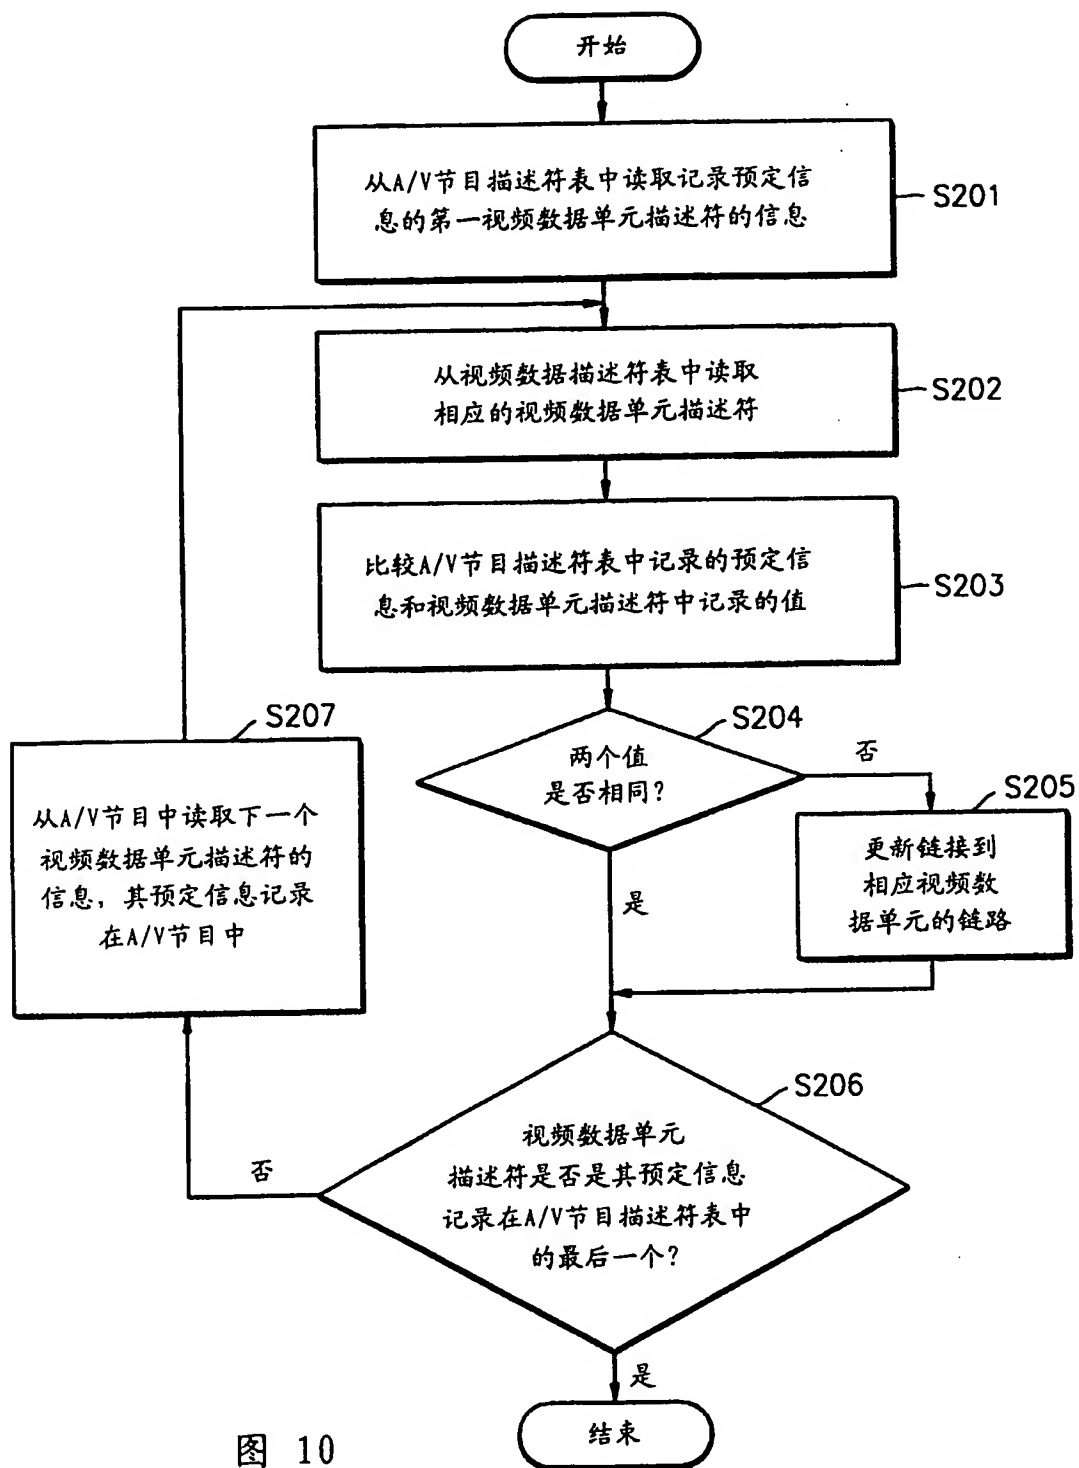 开始
从A/V节目描述符表中读取记录预定信
息的第一视频数据单元描述符的信息
S201
从视频数据描述符表中读取
相应的视频数据单元描述符
S202
比较A/V节目描述符表中记录的预定信
息和视频数据单元描述符中记录的值
S203
S207
从A/V节目中读取下一个
视频数据单元描述符的
信息，其预定信息记录
在A/V节目中
S204
两个值
是否相同?
否
S205
更新链接到
相应视频数
据单元的链路
是
S206
视频数据单元
描述符是否是其预定信息
记录在A/V节目描述符表中
的最后一个?
否
是
结束
图 10